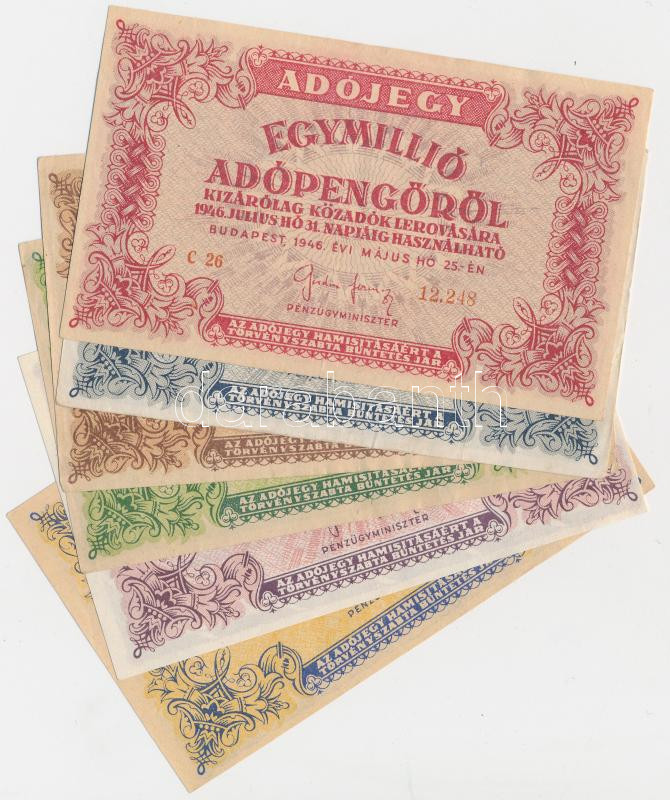 ADÓJEGY
EGYMILLIÓ
ADÓPENGŐRŐL
KIZÁRÓLAG KÖZADÓK LEROVÁSÁRA
1946. JULIUS HÓ 31. NAPJÁIG HASZNÁLHATÓ
BUDAPEST, 1946. ÉVI MÁJUS HÓ 25.-ÉN
C 26
12.248
PÉNZÜGYMINISZTER
AZ ADÓJEGY HAMISITÁSÁÉRT A
TÖRVÉNYSZABTA BÜNTETÉS JÁR
darabanth
AZ ADÓJEGY HAMISITÁSÁÉRT
TÖRVÉNYSZABTA BÜNTETÉS JÁR
AZ ADÓJEGY HAMISITÁSÁÉRT
TÖRVÉNYSZABTA BÜNTETÉS JÁR
AZ ADÓJEGY HAMISITÁSÁÉRT
TÖRVÉNYSZABTA BÜNTETÉS JÁR
PÉNZÜGYMINISZTER
AZ ADÓJEGY HAMISITÁSÁÉRT A
TÖRVÉNYSZABTA BÜNTETÉS JÁR
AZ ADÓJEGY HAMISITÁSÁÉRT
TÖRVÉNYSZABTA BÜNTETÉS JÁR